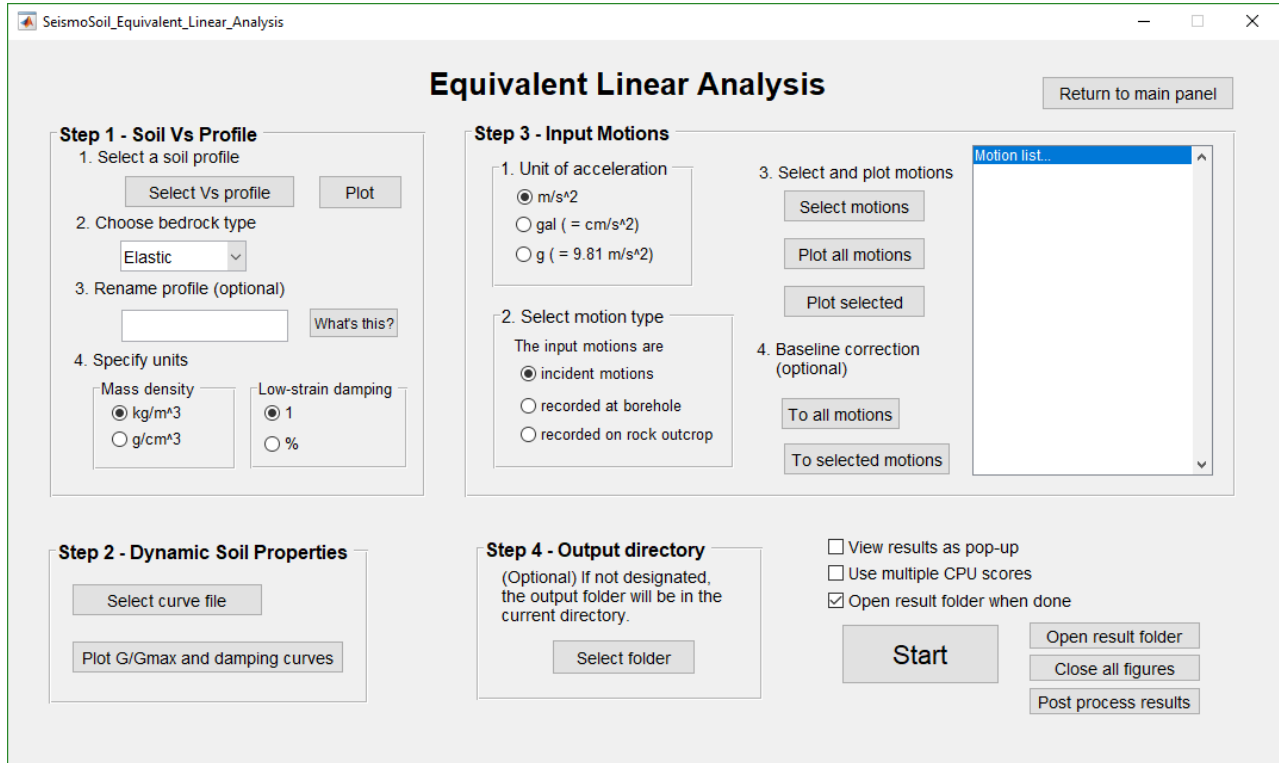 SeismoSoil_Equivalent_Linear_Analysis
Equivalent Linear Analysis
Return to main panel
Step 1 - Soil Vs Profile
1. Select a soil profile
Select Vs profile
Plot
2. Choose bedrock type
Elastic
3. Rename profile (optional)
What's this?
4. Specify units
Mass density
kg/m^3
g/cm^3
Low-strain damping
1
%
Step 2 - Dynamic Soil Properties
Select curve file
Plot G/Gmax and damping curves
Step 3 - Input Motions
1. Unit of acceleration
m/s^2
gal ( = cm/s^2)
g ( = 9.81 m/s^2)
2. Select motion type
The input motions are
incident motions
recorded at borehole
recorded on rock outcrop
3. Select and plot motions
Select motions
Plot all motions
Plot selected
4. Baseline correction
(optional)
To all motions
To selected motions
Motion list...
Step 4 - Output directory
(Optional) If not designated,
the output folder will be in the
current directory.
Select folder
View results as pop-up
Use multiple CPU scores
Open result folder when done
Start
Open result folder
Close all figures
Post process results